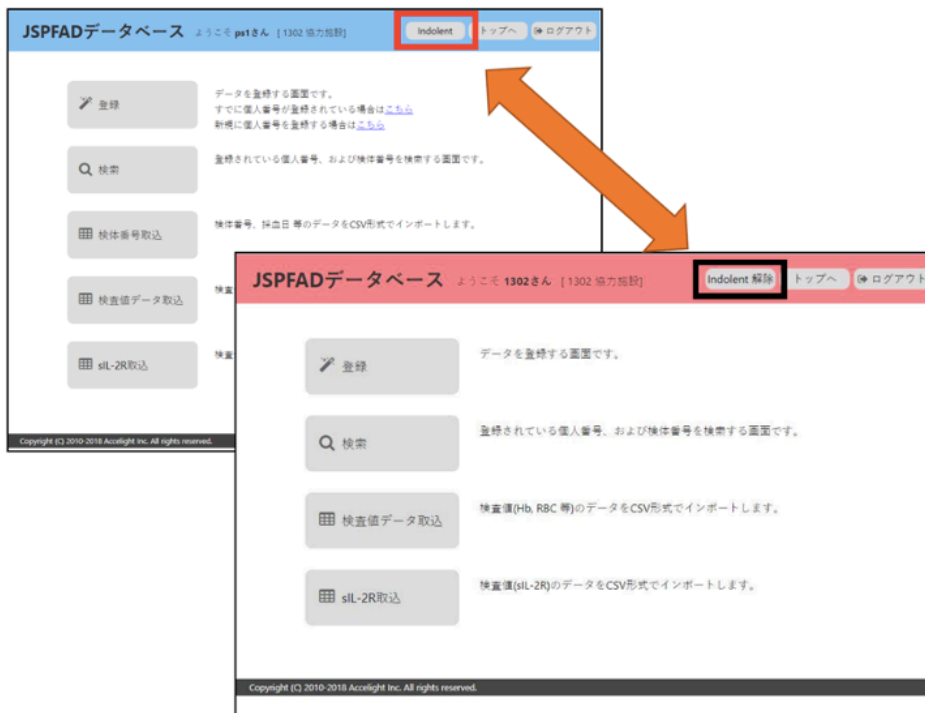 JSPFADデータベース ようこそ ps1さん [1302 協力施設] Indolent トップへ ログアウト
登録
データを登録する画面です。
すでに個人番号が登録されている場合はこちら
新規に個人番号を登録する場合はこちら
検索
登録されている個人番号、および検体番号を検索する画面です。
検体番号取込
検体番号、採血日 等のデータをCSV形式でインポートします。
検査値データ取込
検査
sIL-2R取込
検査
Copyright (C) 2010-2018 Accelight Inc. All rights reserved.
JSPFADデータベース ようこそ 1302さん [1302 協力施設] Indolent 解除 トップへ ログアウト
登録
データを登録する画面です。
検索
登録されている個人番号、および検体番号を検索する画面です。
検査値データ取込
検査値(Hb, RBC 等)のデータをCSV形式でインポートします。
sIL-2R取込
検査値(sIL-2R)のデータをCSV形式でインポートします。
Copyright (C) 2010-2018 Accelight Inc. All rights reserved.